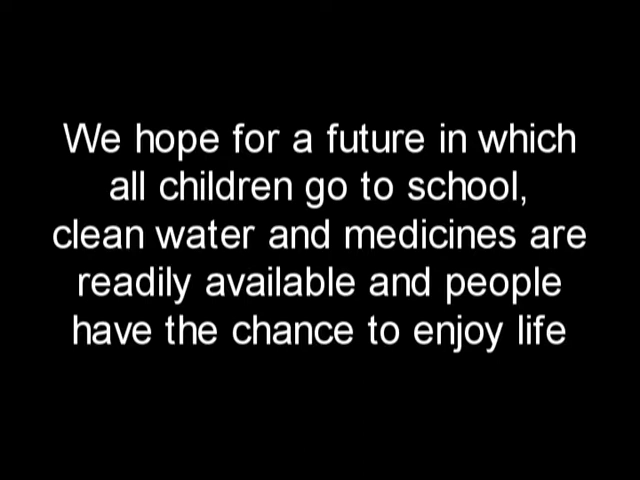 We hope for a future in which
all children go to school,
clean water and medicines are
readily available and people
have the chance to enjoy life